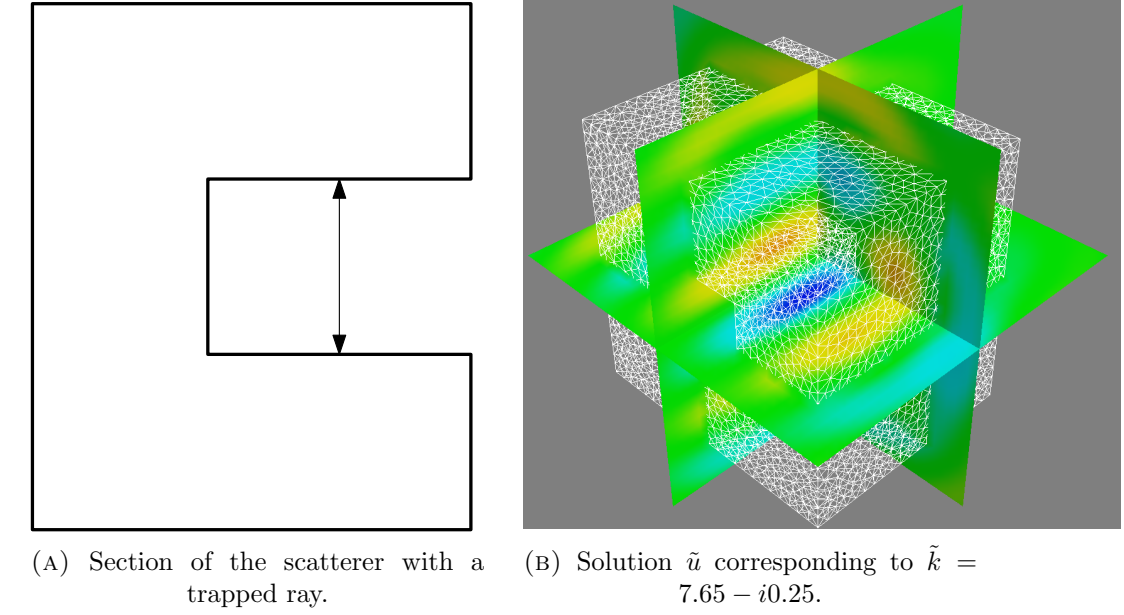 (A) Section of the scatterer with a
trapped ray.
(B) Solution ũ corresponding to k̃ =
7.65 − i0.25.